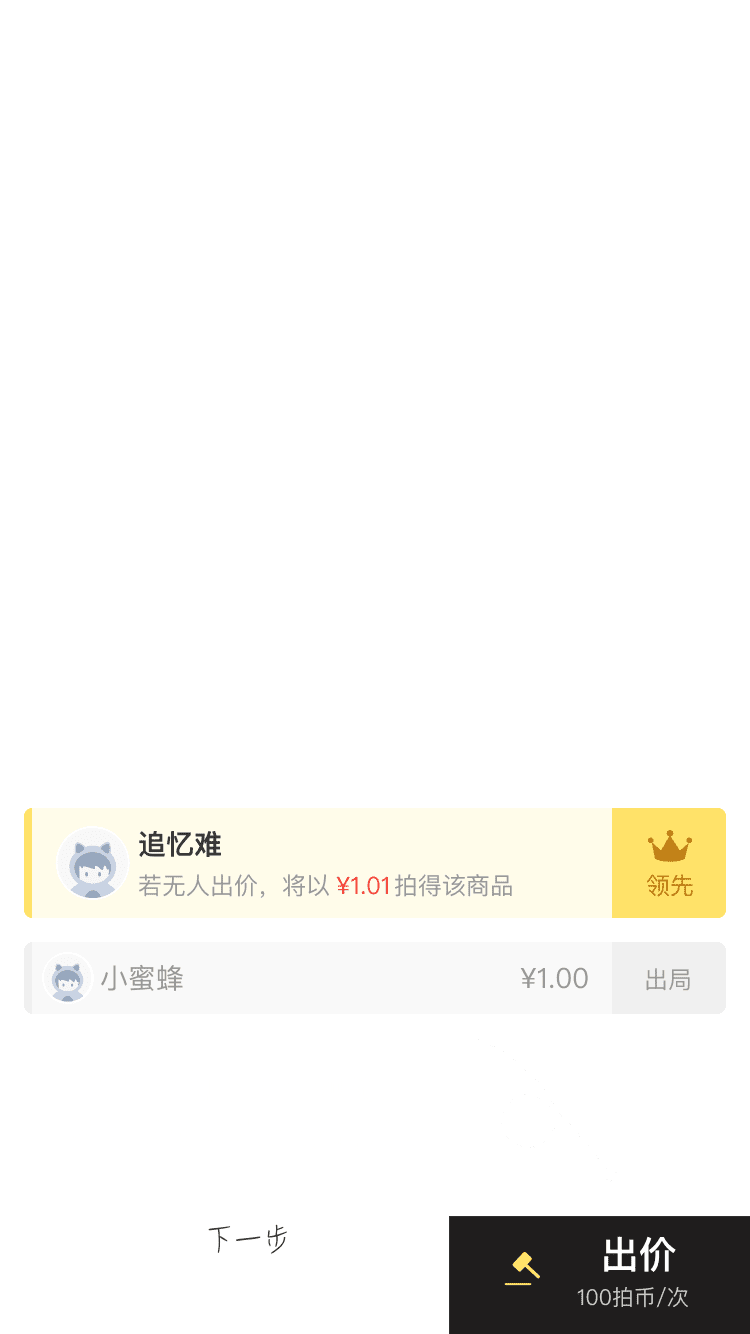 追忆难
若无人出价，将以 ¥1.01 拍得该商品
领先
小蜜蜂
¥1.00
出局
下一步
出价
100拍币/次